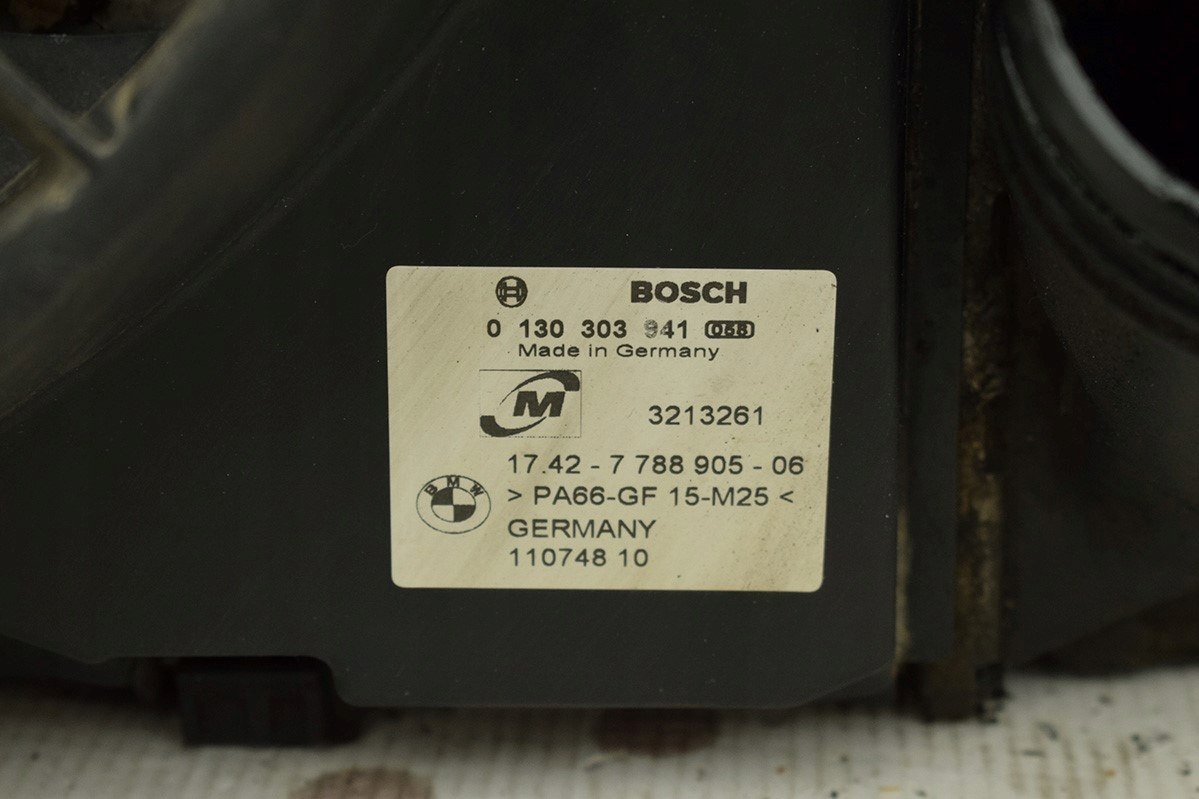 BOSCH
0 130 303 941 058
Made in Germany
M
3213261
17.42 - 7 788 905 - 06
BMW
> PA66-GF 15-M25 <
GERMANY
110748 10